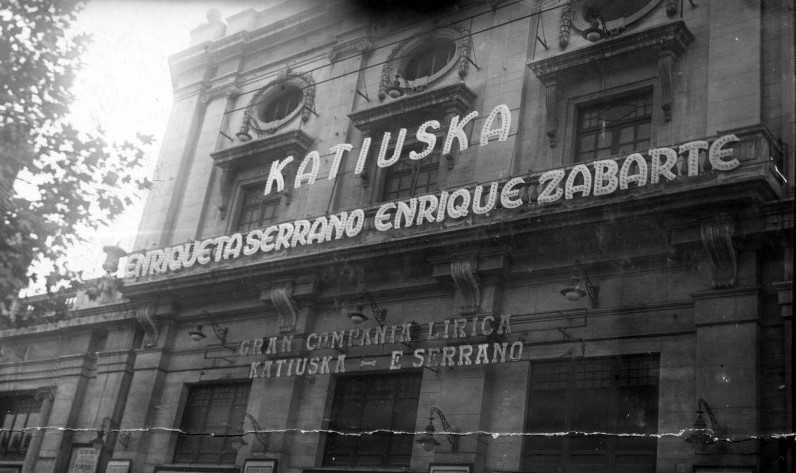 KATIUSKA
ENRIQUETA SERRANO ENRIQUE ZABARTE
GRAN COMPAÑIA LIRICA
KATIUSKA - E SERRANO